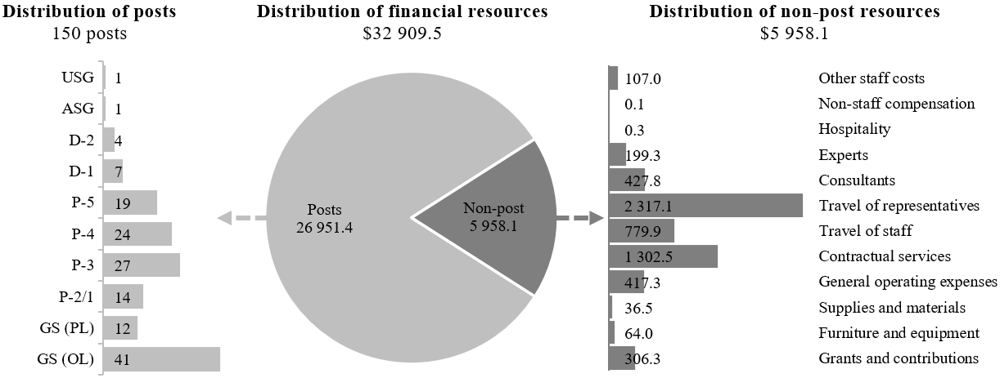 Distribution of posts
150 posts
USG 1
ASG 1
D-2 4
D-1 7
P-5 19
P-4 24
P-3 27
P-2/1 14
GS (PL) 12
GS (OL) 41
Distribution of financial resources
$32 909.5
Posts
26 951.4
Non-post
5 958.1
Distribution of non-post resources
$5 958.1
107.0 Other staff costs
0.1 Non-staff compensation
0.3 Hospitality
199.3 Experts
427.8 Consultants
2 317.1 Travel of representatives
779.9 Travel of staff
1 302.5 Contractual services
417.3 General operating expenses
36.5 Supplies and materials
64.0 Furniture and equipment
306.3 Grants and contributions